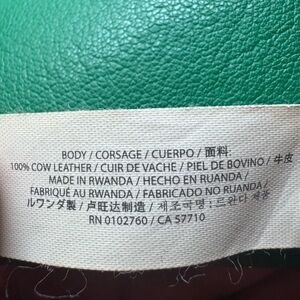 BODY / CORSAGE / CUERPO / 面料:
100% COW LEATHER / CUIR DE VACHE / PIEL DE BOVINO / 牛皮
MADE IN RWANDA / HECHO EN RUANDA /
FABRIQUÉ AU RWANDA / FABRICADO NO RUANDA /
ルワンダ製 / 卢旺达制造 / 제조국명 : 르완다 제품
RN 0102760 / CA 57710